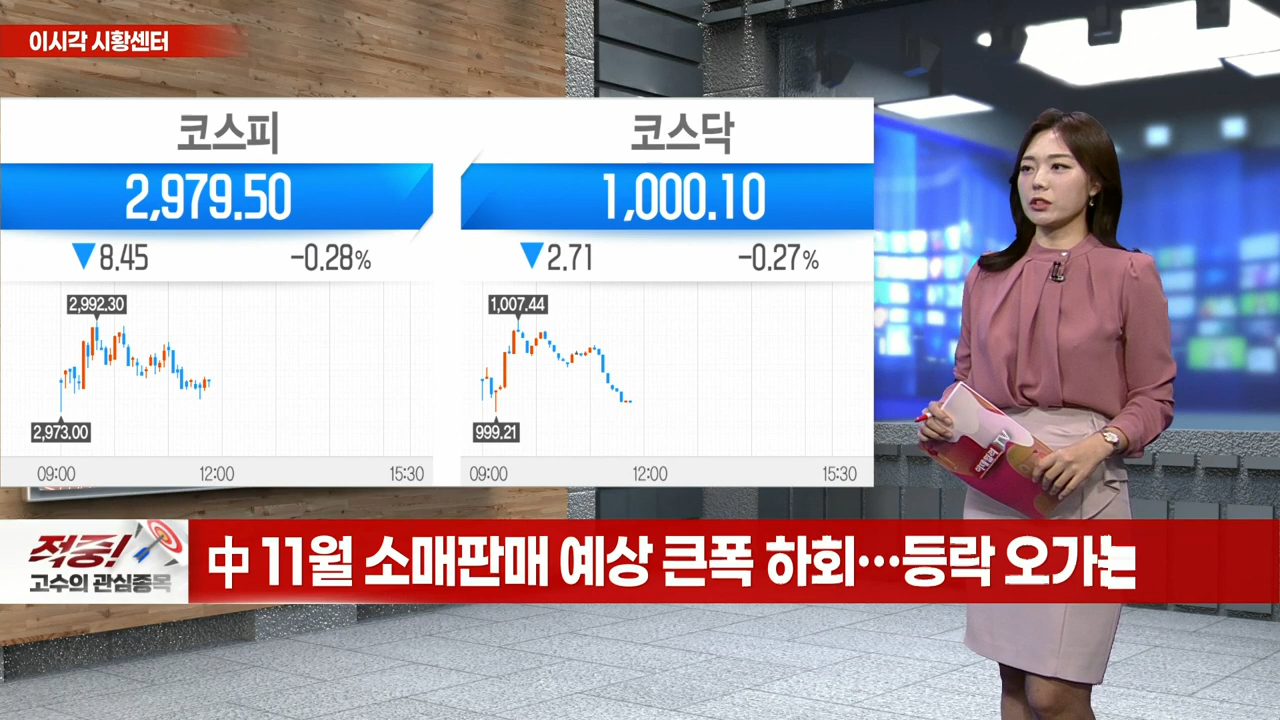 이시각 시황센터
코스피
2,979.50
▼8.45 -0.28%
2,992.30
2,973.00
09:00 12:00 15:30
코스닥
1,000.10
▼2.71 -0.27%
1,007.44
999.21
09:00 12:00 15:30
적중!
고수의 관심종목
中 11월 소매판매 예상 큰폭 하회…등락 오가는